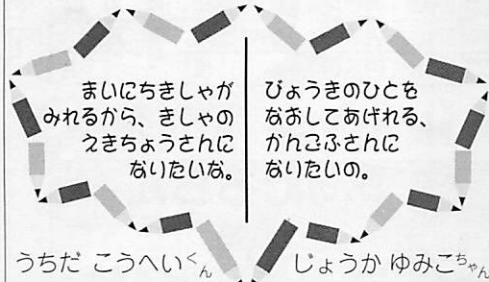 まいにちきしゃが
みれるから、きしゃの
えきちょうさんに
なりたいな。
うちだ こうへいくん
びょうきのひとを
なおしてあげれる、
かんごふさんに
なりたいの。
じょうか ゆみこちゃん